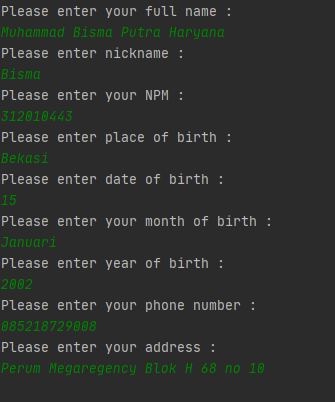 Please enter your full name :
Muhammad Bisma Putra Haryana
Please enter nickname :
Bisma
Please enter your NPM :
312010443
Please enter place of birth :
Bekasi
Please enter date of birth :
15
Please enter your month of birth :
Januari
Please enter year of birth :
2002
Please enter your phone number :
085218729008
Please enter your address :
Perum Megaregency Blok H 68 no 10